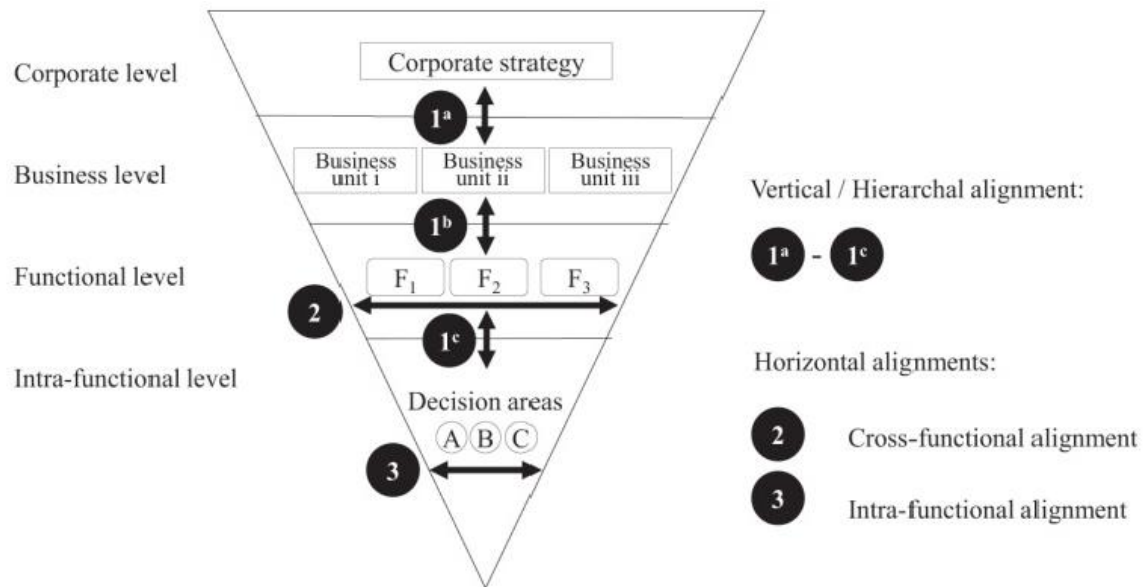 Corporate level
Corporate strategy
1ᵃ
Business level
Business unit i
Business unit ii
Business unit iii
1ᵇ
Functional level
F₁
F₂
F₃
2
1ᶜ
Intra-functional level
Decision areas
A B C
3
Vertical / Hierarchal alignment:
1ᵃ - 1ᶜ
Horizontal alignments:
2 Cross-functional alignment
3 Intra-functional alignment